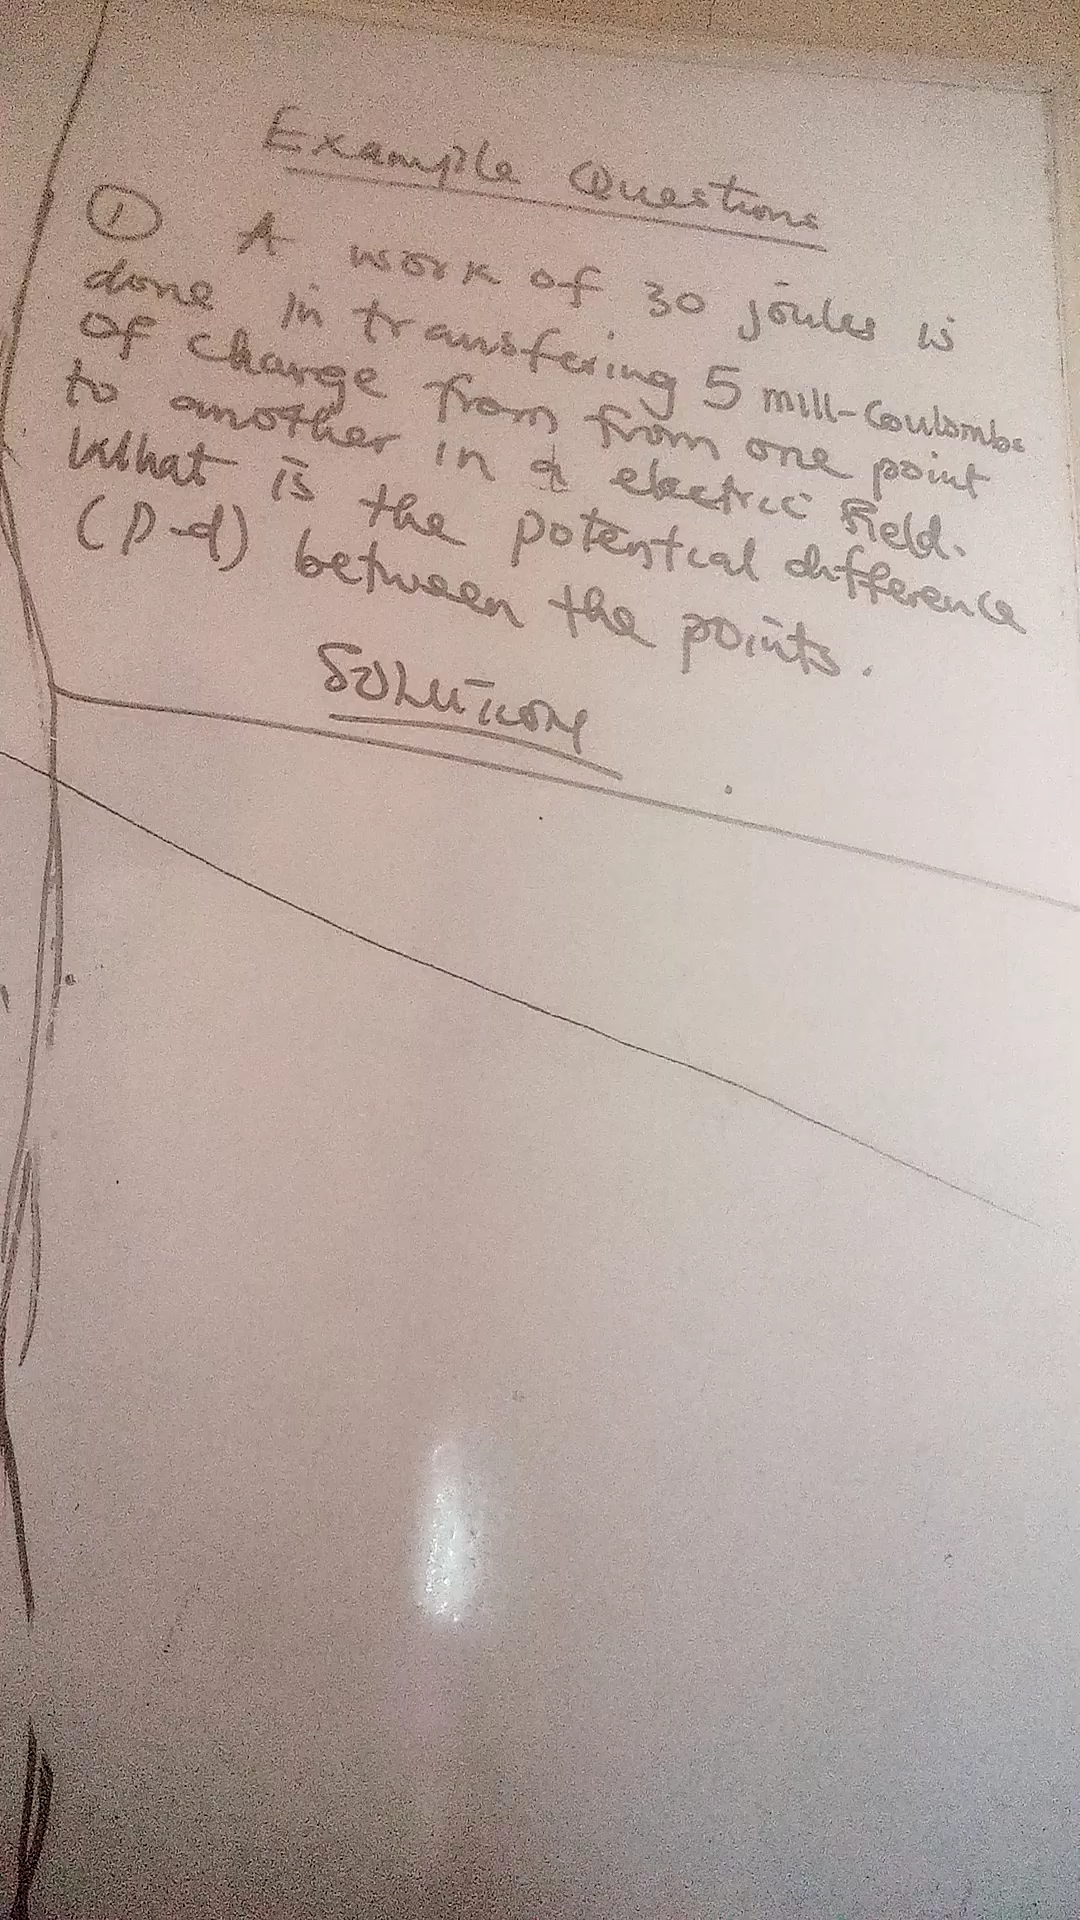 Example Questions
① A work of 30 joules is
done in transfering 5 mill-Coulombs
of charge from from one point
to another in a electric field.
What is the potential difference
(P-d) between the points.
SOLUTION